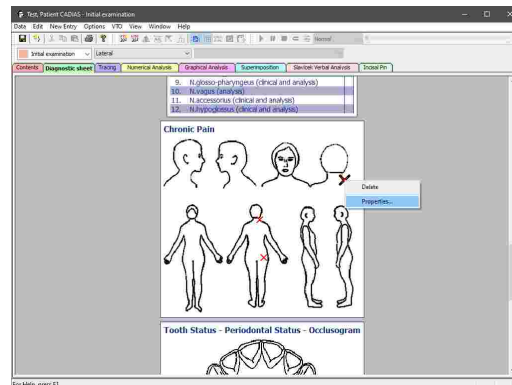 Test, Patient CADIAS - Initial examination
Data Edit New Entry Options VTO View Window Help
Normal
Initial examination Lateral
Contents Diagnostic sheet Tracing Numerical Analysis Graphical Analysis Superimposition Slavicek Verbal Analysis Incisal Pin
9. N.glosso-pharyngeus (clinical and analysis)
10. N.vagus (analysis)
11. N.accessorius (clinical and analysis)
12. N.hypoglossus (clinical and analysis)
Chronic Pain
Delete
Properties...
Tooth Status - Periodontal Status - Occlusogram
For Help, press F1